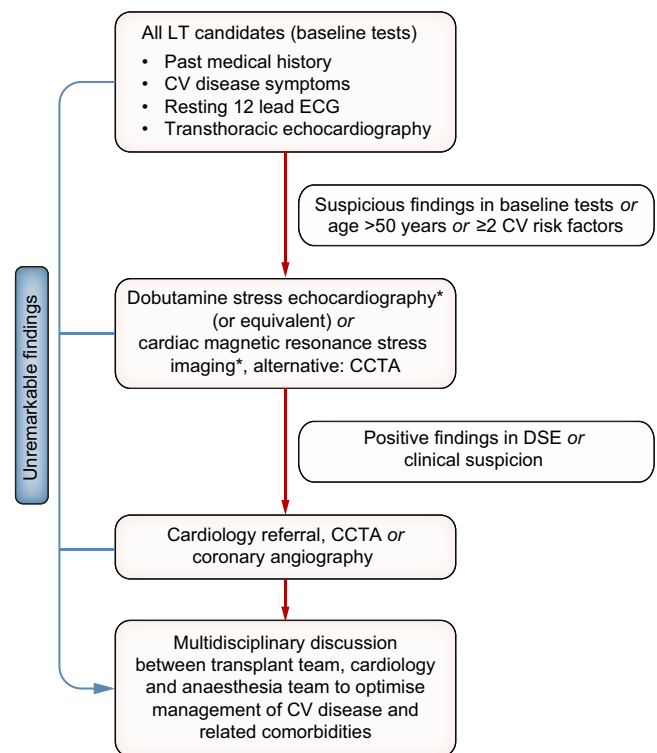 All LT candidates (baseline tests)
• Past medical history
• CV disease symptoms
• Resting 12 lead ECG
• Transthoracic echocardiography
Suspicious findings in baseline tests or
age >50 years or ≥2 CV risk factors
Unremarkable findings
Dobutamine stress echocardiography*
(or equivalent) or
cardiac magnetic resonance stress
imaging*, alternative: CCTA
Positive findings in DSE or
clinical suspicion
Cardiology referral, CCTA or
coronary angiography
Multidisciplinary discussion
between transplant team, cardiology
and anaesthesia team to optimise
management of CV disease and
related comorbidities